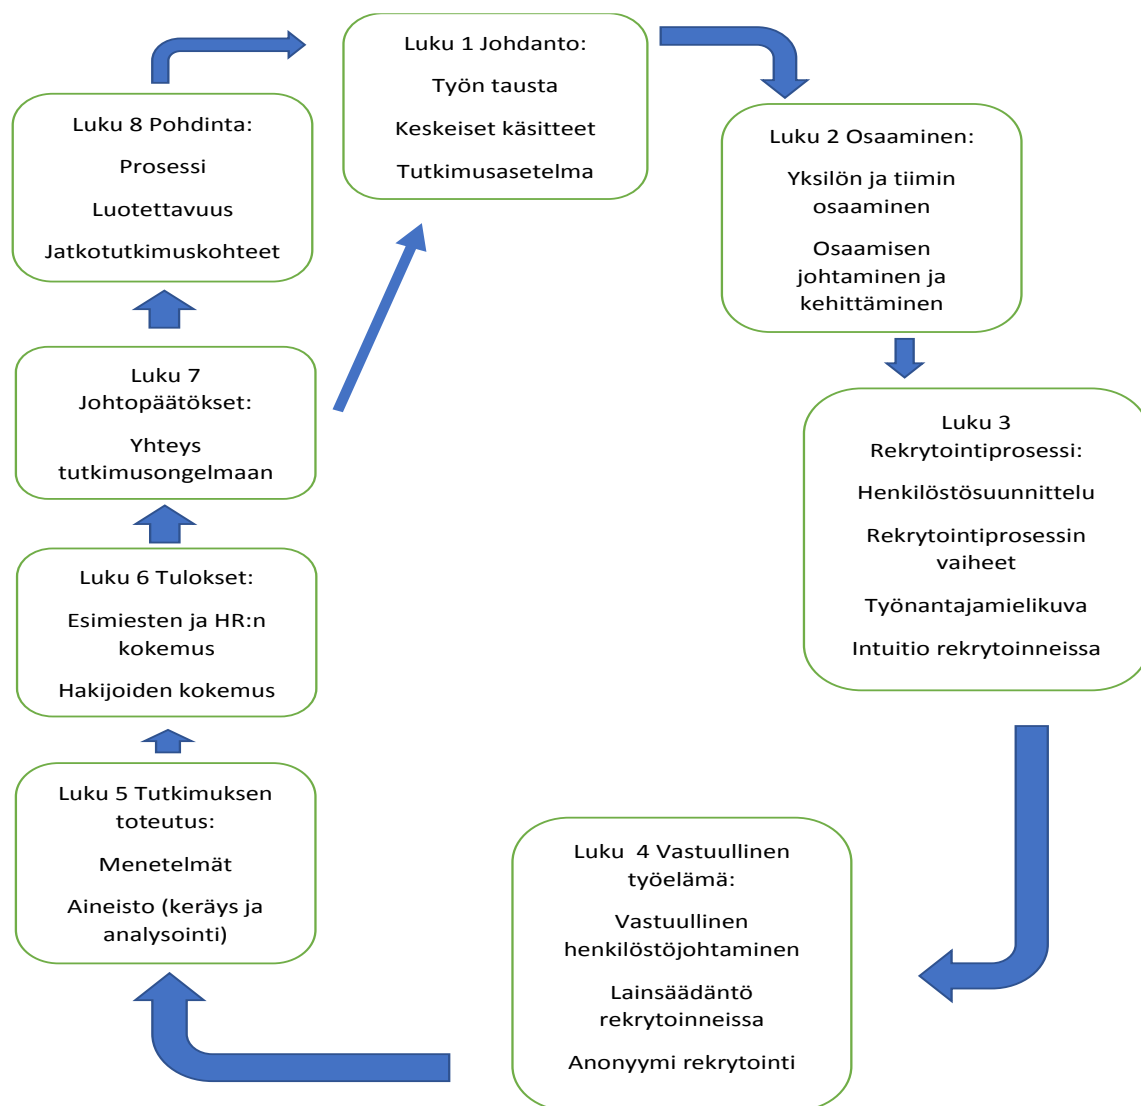 Luku 1 Johdanto:
Työn tausta
Keskeiset käsitteet
Tutkimusasetelma
Luku 2 Osaaminen:
Yksilön ja tiimin
osaaminen
Osaamisen
johtaminen ja
kehittäminen
Luku 3
Rekrytointiprosessi:
Henkilöstösuunnittelu
Rekrytointiprosessin
vaiheet
Työnantajamielikuva
Intuitio rekrytoinneissa
Luku  4 Vastuullinen
työelämä:
Vastuullinen
henkilöstöjohtaminen
Lainsäädäntö
rekrytoinneissa
Anonyymi rekrytointi
Luku 5 Tutkimuksen
toteutus:
Menetelmät
Aineisto (keräys ja
analysointi)
Luku 6 Tulokset:
Esimiesten ja HR:n
kokemus
Hakijoiden kokemus
Luku 7
Johtopäätökset:
Yhteys
tutkimusongelmaan
Luku 8 Pohdinta:
Prosessi
Luotettavuus
Jatkotutkimuskohteet